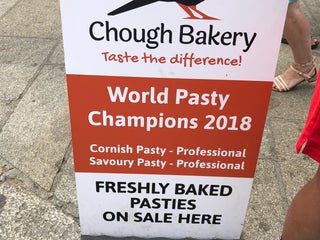 Chough Bakery
Taste the difference!
World Pasty
Champions 2018
Cornish Pasty - Professional
Savoury Pasty - Professional
FRESHLY BAKED
PASTIES
ON SALE HERE